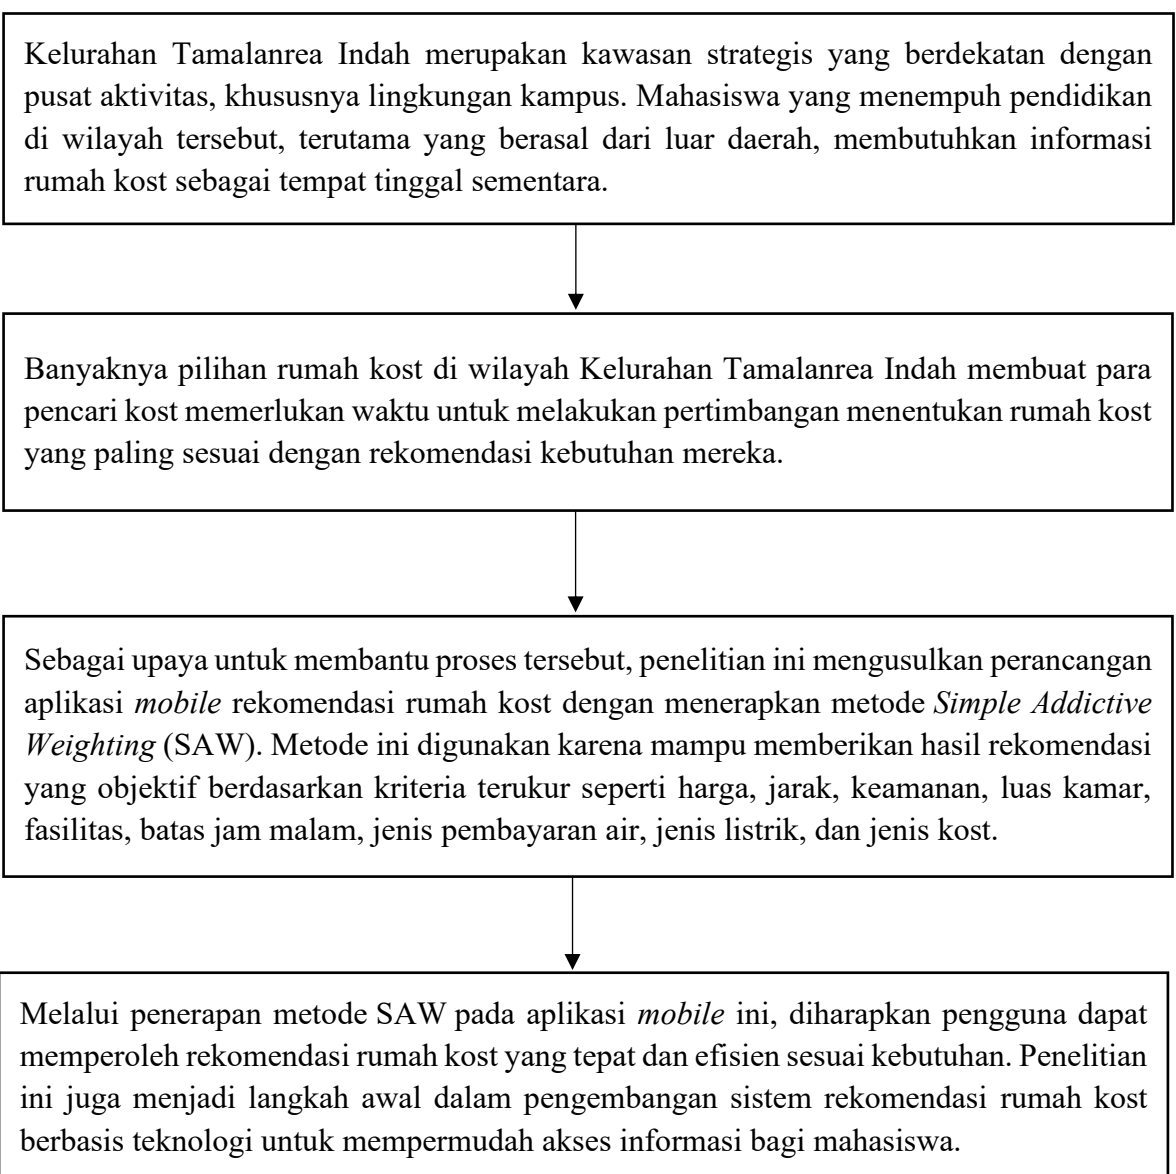 Kelurahan Tamalanrea Indah merupakan kawasan strategis yang berdekatan dengan
pusat aktivitas, khususnya lingkungan kampus. Mahasiswa yang menempuh pendidikan
di wilayah tersebut, terutama yang berasal dari luar daerah, membutuhkan informasi
rumah kost sebagai tempat tinggal sementara.
Banyaknya pilihan rumah kost di wilayah Kelurahan Tamalanrea Indah membuat para
pencari kost memerlukan waktu untuk melakukan pertimbangan menentukan rumah kost
yang paling sesuai dengan rekomendasi kebutuhan mereka.
Sebagai upaya untuk membantu proses tersebut, penelitian ini mengusulkan perancangan
aplikasi mobile rekomendasi rumah kost dengan menerapkan metode Simple Addictive
Weighting (SAW). Metode ini digunakan karena mampu memberikan hasil rekomendasi
yang objektif berdasarkan kriteria terukur seperti harga, jarak, keamanan, luas kamar,
fasilitas, batas jam malam, jenis pembayaran air, jenis listrik, dan jenis kost.
Melalui penerapan metode SAW pada aplikasi mobile ini, diharapkan pengguna dapat
memperoleh rekomendasi rumah kost yang tepat dan efisien sesuai kebutuhan. Penelitian
ini juga menjadi langkah awal dalam pengembangan sistem rekomendasi rumah kost
berbasis teknologi untuk mempermudah akses informasi bagi mahasiswa.